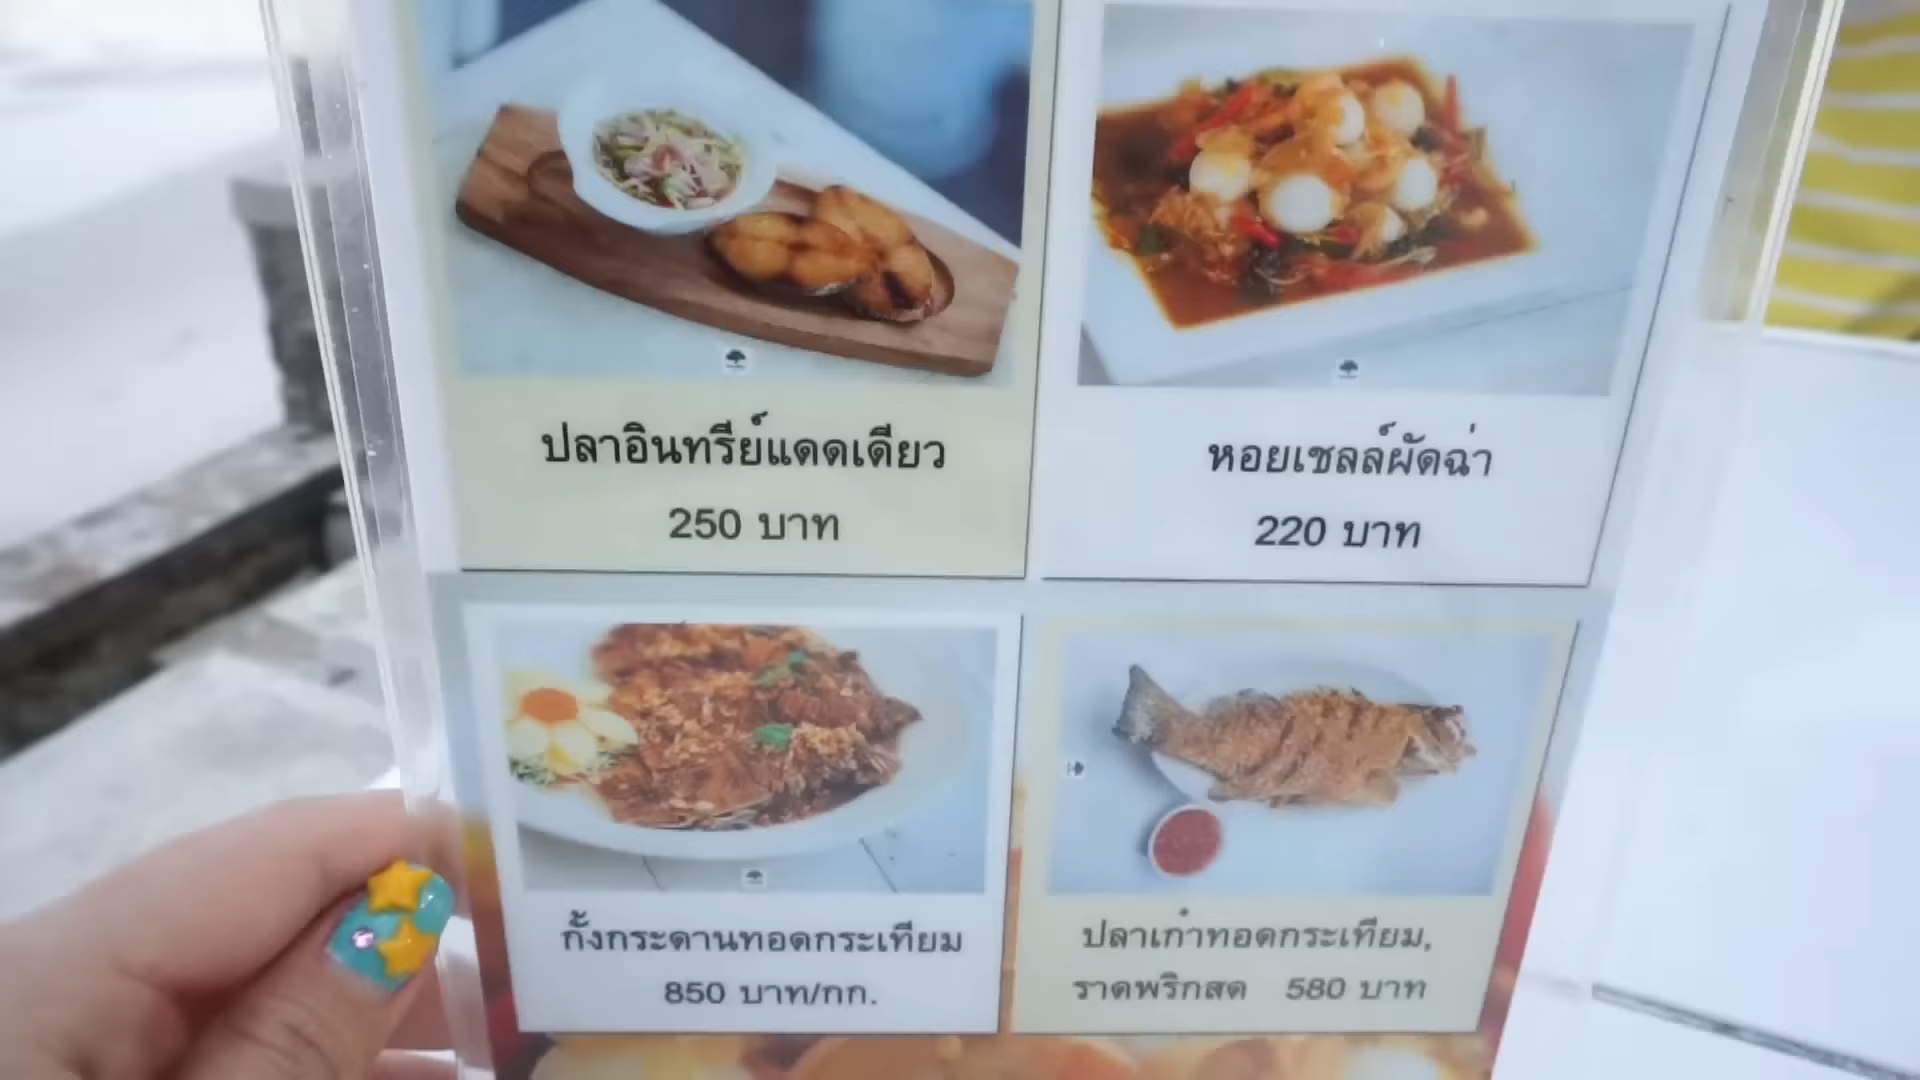 ปลาอินทรีย์แดดเดียว
250 บาท
หอยเชลล์ผัดฉ่า
220 บาท
กั้งกระดานทอดกระเทียม
850 บาท/กก.
ปลาเก๋าทอดกระเทียม,
ราดพริกสด 580 บาท